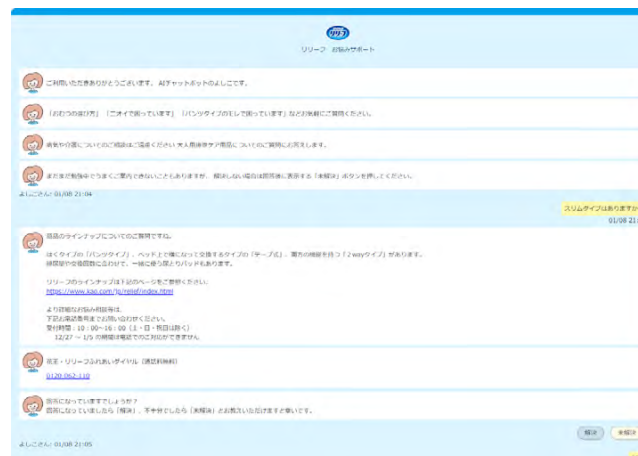 リリーフ
リリーフ お悩みサポート
ご利用いただきありがとうございます。 AIチャットボットのよしこです。
「おむつの選び方」 「ニオイで困っています」 「パンツタイプのモレで困っています」などお気軽にご質問ください。
病気や介護についてのご相談はご遠慮ください 大人用排泄ケア用品についてのご質問にお答えします。
まだまだ勉強中でうまくご案内できないこともありますが、 解決しない場合は回答後に表示する「未解決」ボタンを押してください。
よしこさん: 01/08 21:04
スリムタイプはありますか
01/08 21:
商品のラインナップについてのご質問ですね。
はくタイプの「パンツタイプ」、ベッド上で横になって交換するタイプの「テープ式」、両方の機能を持つ「2wayタイプ」があります。
排尿量や交換回数に合わせて、一緒に使う尿とりパッドもあります。
リリーフのラインナップは下記のページをご参照ください。
https://www.kao.com/jp/relief/index.html
より詳細なお悩み相談等は、
下記お電話番号までお問い合わせください。
受付時間:10:00~16:00(土・日・祝日は除く)
12/27 ~ 1/5 の期間は電話でのご対応ができません
花王・リリーフふれあいダイヤル(通話料無料)
0120-062-110
回答になっていますでしょうか?
回答になっていましたら「解決」、不十分でしたら「未解決」とお教えいただけますと幸いです。
解決 未解決
よしこさん: 01/08 21:05